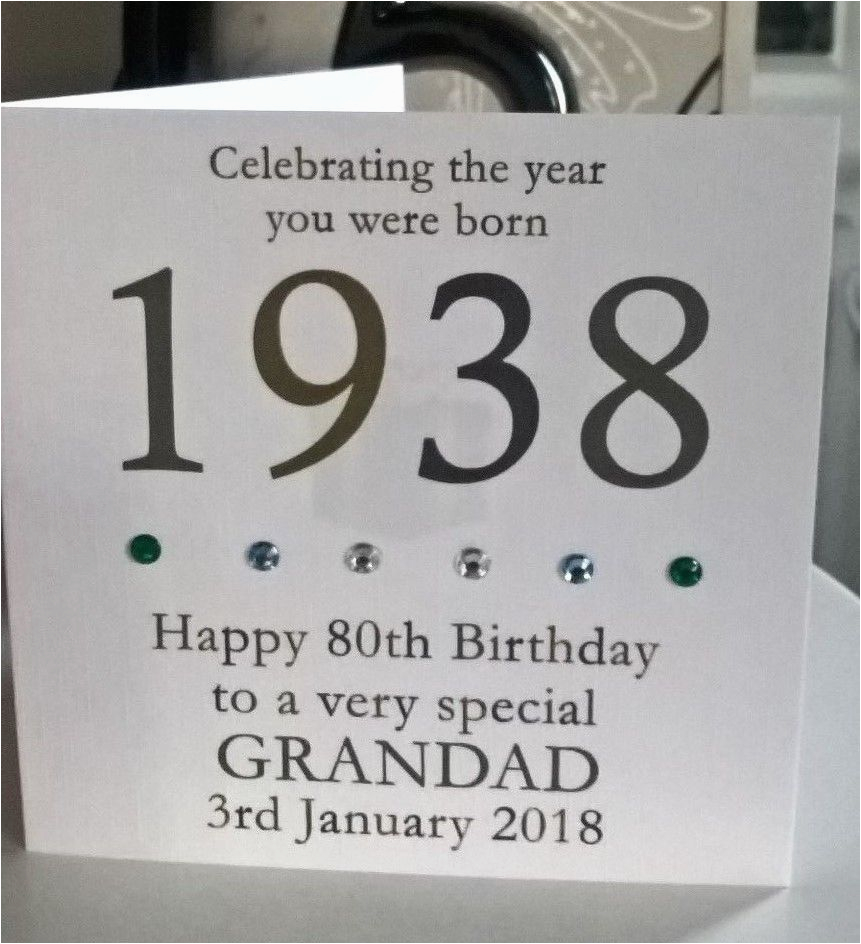 Celebrating the year
you were born
1938
Happy 80th Birthday
to a very special
GRANDAD
3rd January 2018